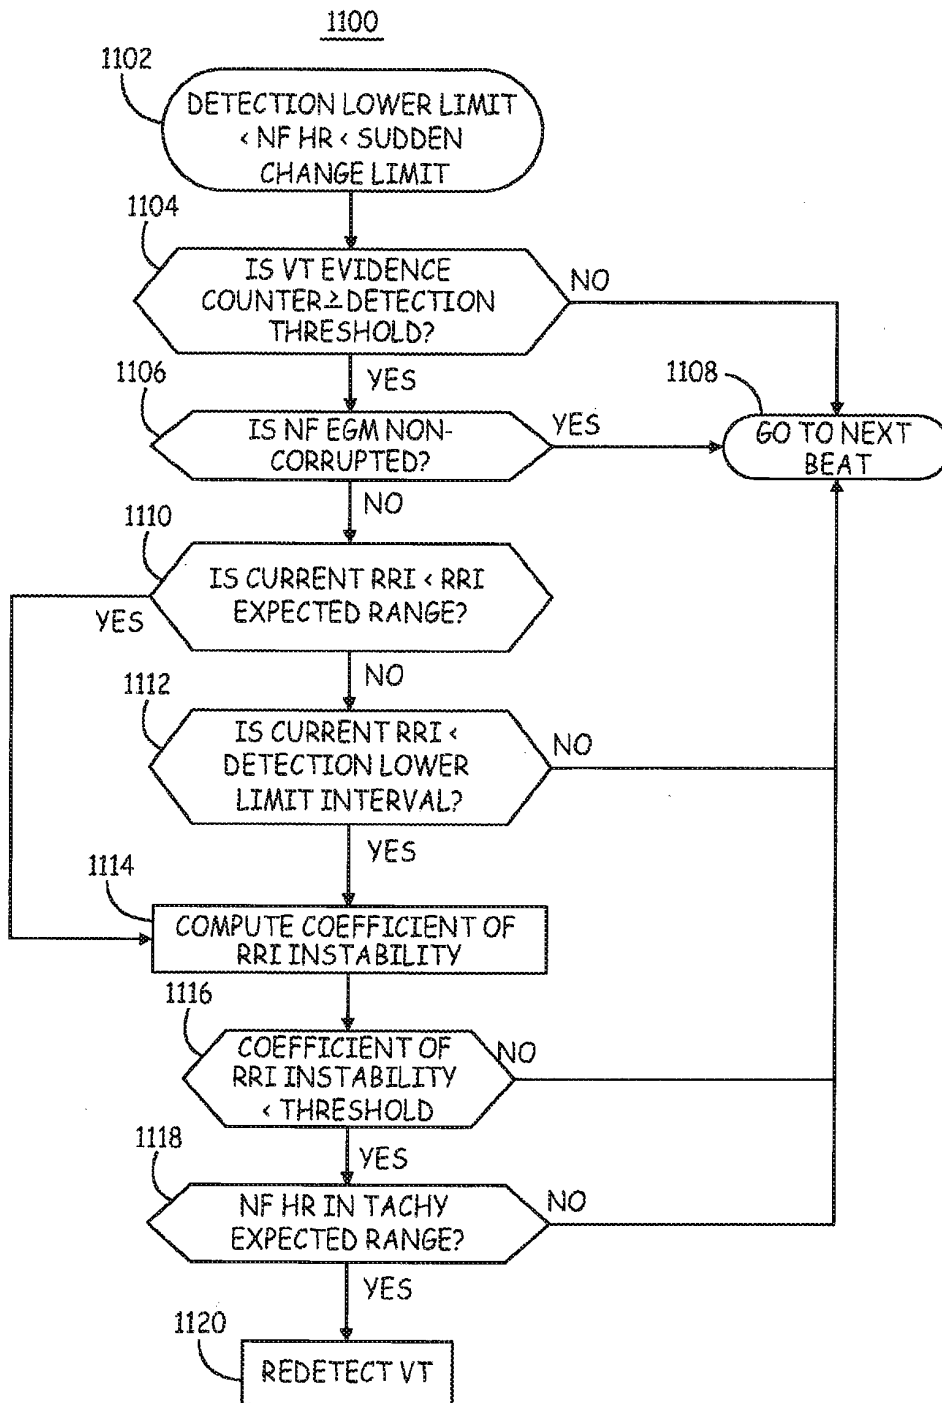 1100
1102
DETECTION LOWER LIMIT
< NF HR < SUDDEN
CHANGE LIMIT
1104
IS VT EVIDENCE
COUNTER ≥ DETECTION
THRESHOLD?
NO
YES
1106
IS NF EGM NON-
CORRUPTED?
YES
1108
GO TO NEXT
BEAT
NO
1110
IS CURRENT RRI < RRI
EXPECTED RANGE?
YES
NO
1112
IS CURRENT RRI <
DETECTION LOWER
LIMIT INTERVAL?
NO
YES
1114
COMPUTE COEFFICIENT OF
RRI INSTABILITY
1116
COEFFICIENT OF
RRI INSTABILITY
< THRESHOLD
NO
YES
1118
NF HR IN TACHY
EXPECTED RANGE?
NO
YES
1120
REDETECT VT